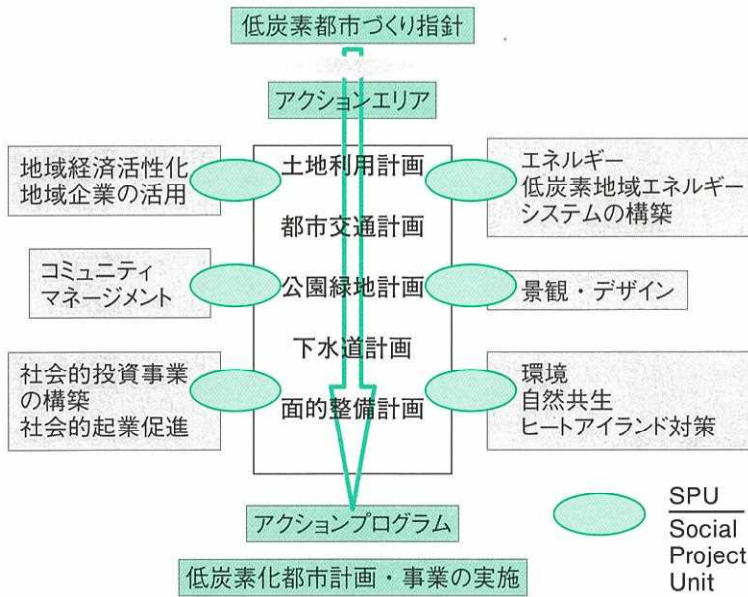 低炭素都市づくり指針
アクションエリア
地域経済活性化
地域企業の活用
コミュニティ
マネージメント
社会的投資事業
の構築
社会的起業促進
土地利用計画
都市交通計画
公園緑地計画
下水道計画
面的整備計画
エネルギー
低炭素地域エネルギー
システムの構築
景観・デザイン
環境
自然共生
ヒートアイランド対策
アクションプログラム
低炭素化都市計画・事業の実施
SPU
Social
Project
Unit